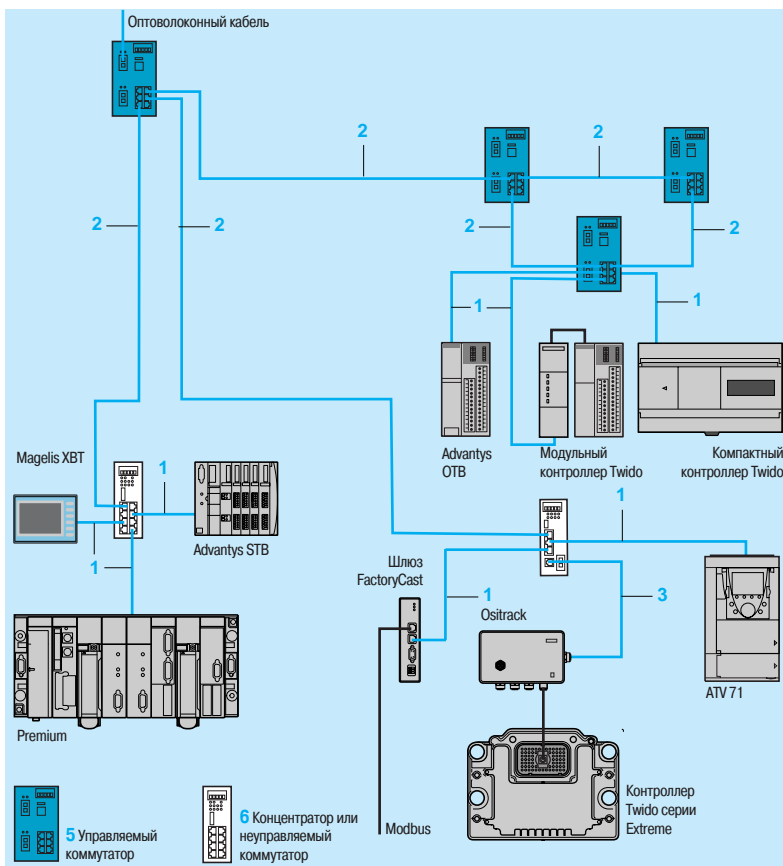 Оптоволоконный кабель
2
2
2
2
2
2
1
1
Advantys
OTB
Модульный
контроллер Twido
Компактный
контроллер Twido
Magelis XBT
1
Advantys STB
1
1
Шлюз
FactoryCast
1
3
Ositrack
ATV 71
Premium
Контроллер
Twido серии
Extreme
Modbus
5 Управляемый
коммутатор
6 Концентратор или
неуправляемый
коммутатор